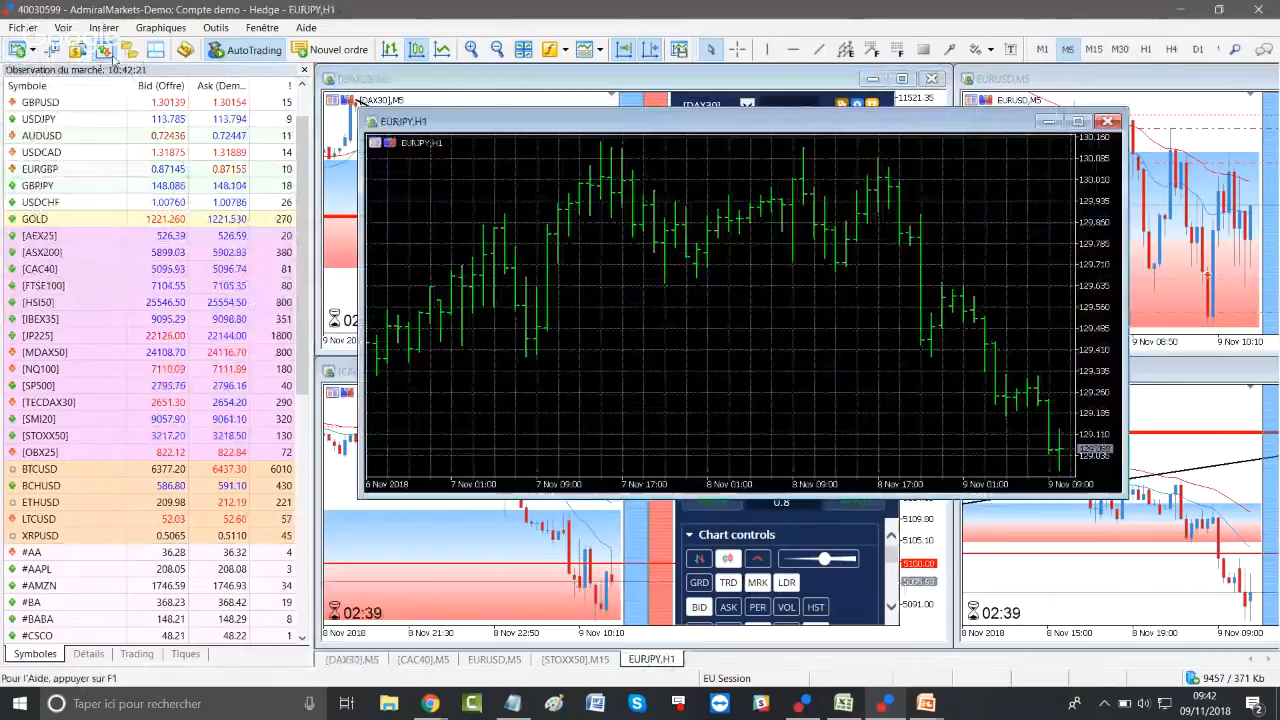 40030599 - AdmiralMarkets-Demo: Compte demo - Hedge - EURJPY,H1
Fichier Voir Insérer Graphiques Outils Fenêtre Aide
AutoTrading Nouvel ordre M1 M5 M15 M30 H1 H4 D1
Observation du marché: 10:42:21
Symbole Bid (Offre) Ask (Dem... !
GBPUSD 1.30139 1.30154 15
USDJPY 113.785 113.794 9
AUDUSD 0.72436 0.72447 11
USDCAD 1.31875 1.31889 14
EURGBP 0.87145 0.87155 10
GBPJPY 148.086 148.104 18
USDCHF 1.00760 1.00786 26
GOLD 1221.260 1221.530 270
[AEX25] 526.39 526.59 20
[ASX200] 5899.03 5902.83 380
[CAC40] 5095.93 5096.74 81
[FTSE100] 7104.55 7105.35 80
[HSI50] 25546.50 25554.50 800
[IBEX35] 9095.29 9098.80 351
[JP225] 22126.00 22144.00 1800
[MDAX50] 24108.70 24116.70 800
[NQ100] 7110.09 7111.89 180
[SP500] 2795.76 2796.16 40
[TECDAX30] 2651.30 2654.20 290
[SMI20] 9057.90 9061.10 320
[STOXX50] 3217.20 3218.50 130
[OBX25] 822.12 822.84 72
BTCUSD 6377.20 6437.30 6010
BCHUSD 586.80 591.10 430
ETHUSD 209.98 212.19 221
LTCUSD 52.03 52.60 57
XRPUSD 0.5065 0.5110 45
#AA 36.28 36.32 4
#AAPL 208.05 208.08 3
#AMZN 1746.59 1746.93 34
#BA 368.23 368.42 19
#BABA 148.21 148.29 8
#CSCO 48.21 48.22 1
Symboles Détails Trading Tiques
[DAX30],M5
[DAX30],M5
[DAX30]
11521.35
EURUSD,M5
EURUSD,M5
EURJPY,H1
EURJPY,H1
130.160
130.085
130.010
129.935
129.850
129.785
129.710
129.635
129.560
129.485
129.410
129.335
129.260
129.185
129.110
129.035
6 Nov 2018 7 Nov 01:00 7 Nov 09:00 7 Nov 17:00 8 Nov 01:00 8 Nov 09:00 8 Nov 17:00 9 Nov 01:00 9 Nov 09:00
9 Nov 08:50 9 Nov 10:10
0.8
Chart controls
GRD TRD MRK LDR
BID ASK PER VOL HST
5109.80
5105.10
5100.00
5095.93
5091.00
02:39
02:39
8 Nov 2018 8 Nov 21:30 8 Nov 22:50 9 Nov 10:10
8 Nov 2018 8 Nov 15:00 8 Nov 19:00 9 Nov 09:00
[DAX30],M5 [CAC40],M5 EURUSD,M5 [STOXX50],M15 EURJPY,H1
Pour l'Aide, appuyer sur F1
EU Session
9457 / 371 Kb
Taper ici pour rechercher
09:42
09/11/2018
2